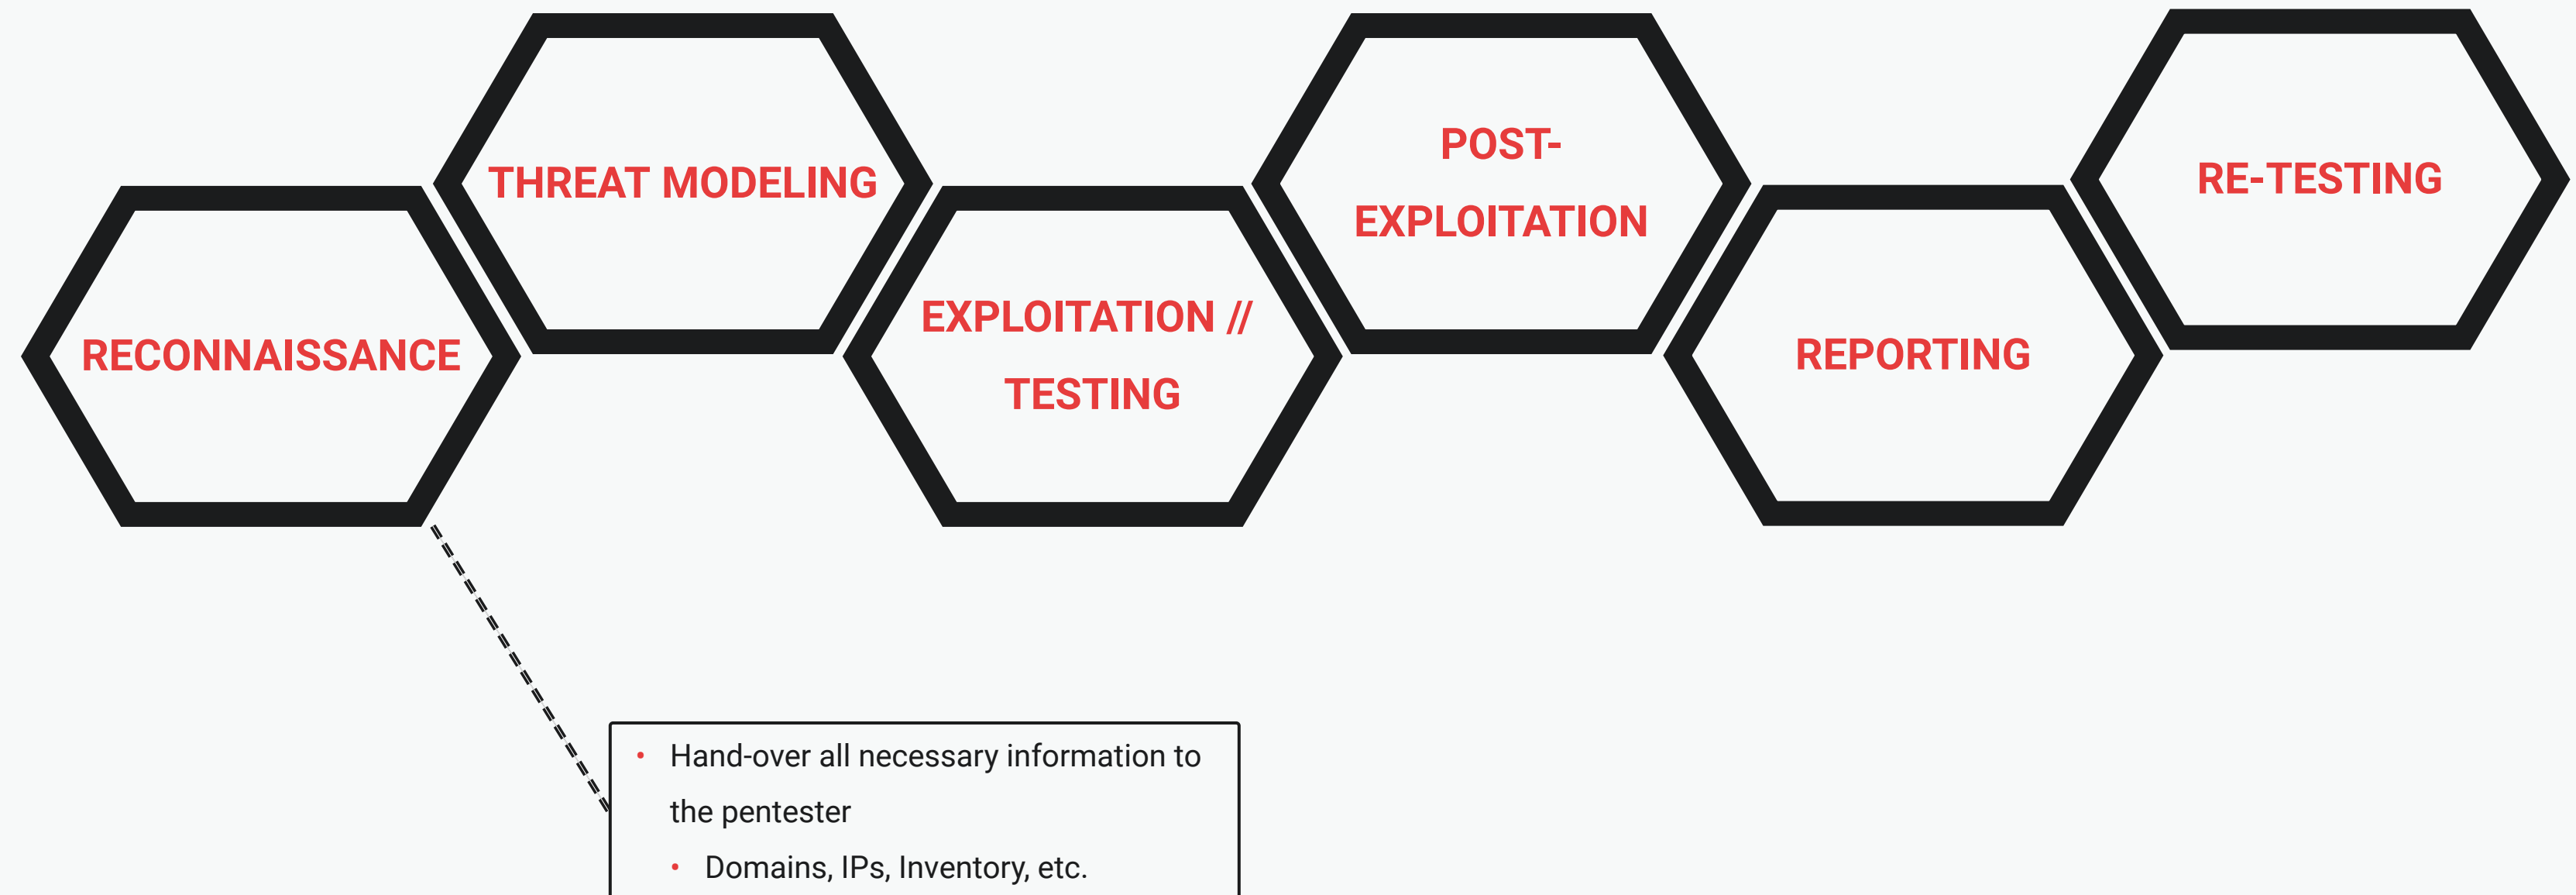 RECONNAISSANCE
THREAT MODELING
EXPLOITATION //
TESTING
POST-
EXPLOITATION
REPORTING
RE-TESTING
• Hand-over all necessary information to
the pentester
• Domains, IPs, Inventory, etc.